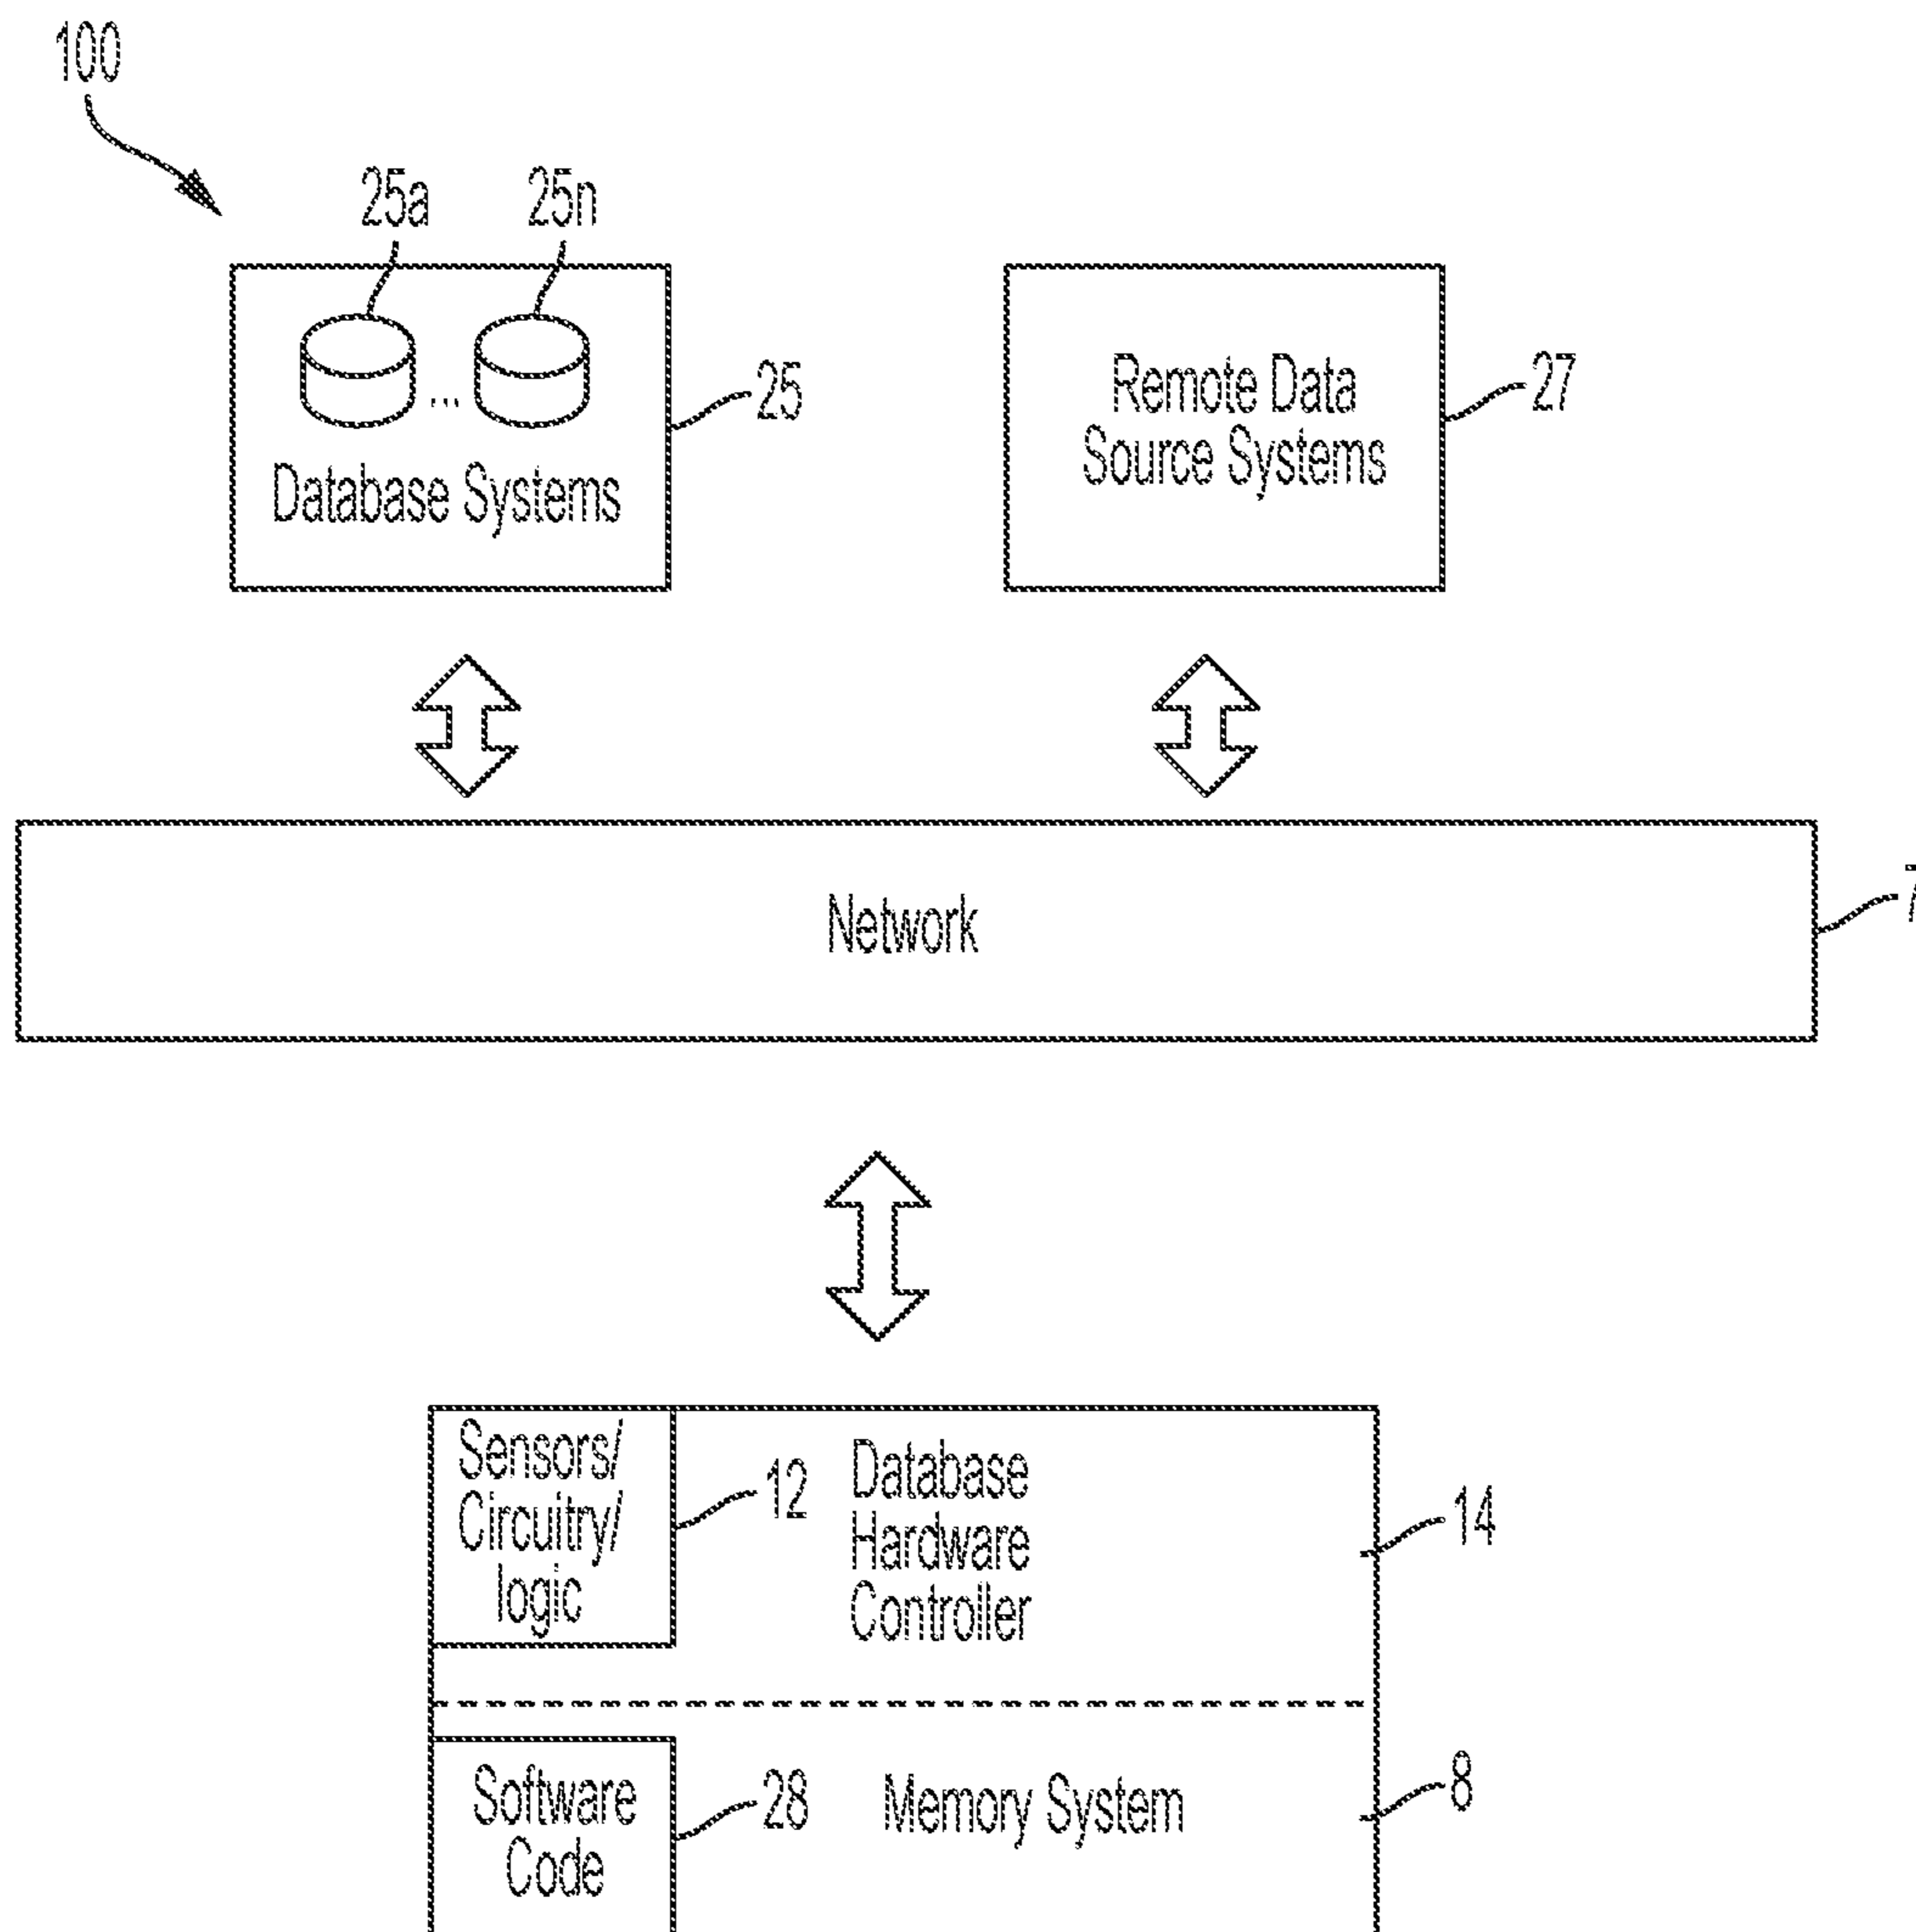 100
25a
25n
...
Database Systems
25
Remote Data
Source Systems
27
Network
7
Sensors/
Circuitry/
logic
12
Database
Hardware
Controller
14
Software
Code
28
Memory System
8